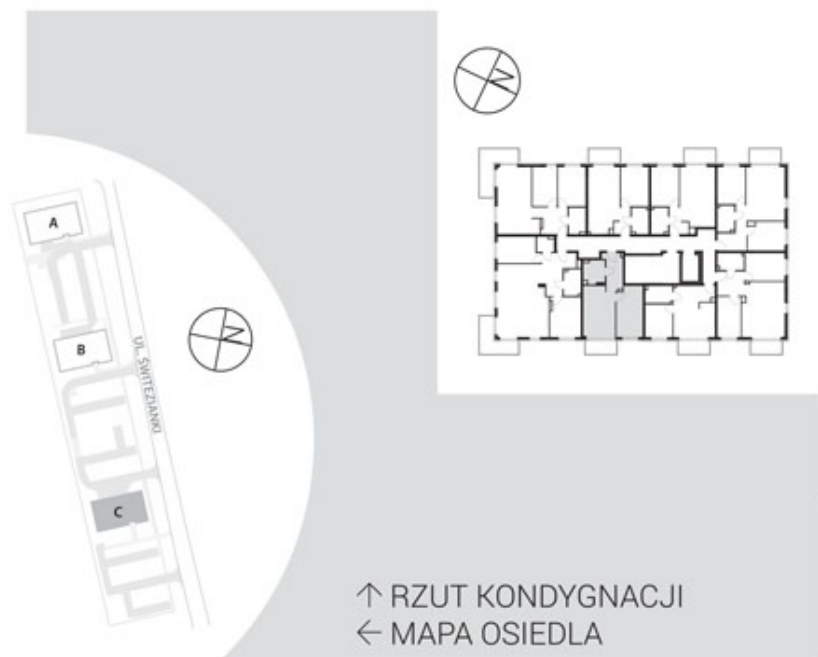 N
A
N
B
UL. ŚWITEZIANKI
C
↑ RZUT KONDYGNACJI
← MAPA OSIEDLA